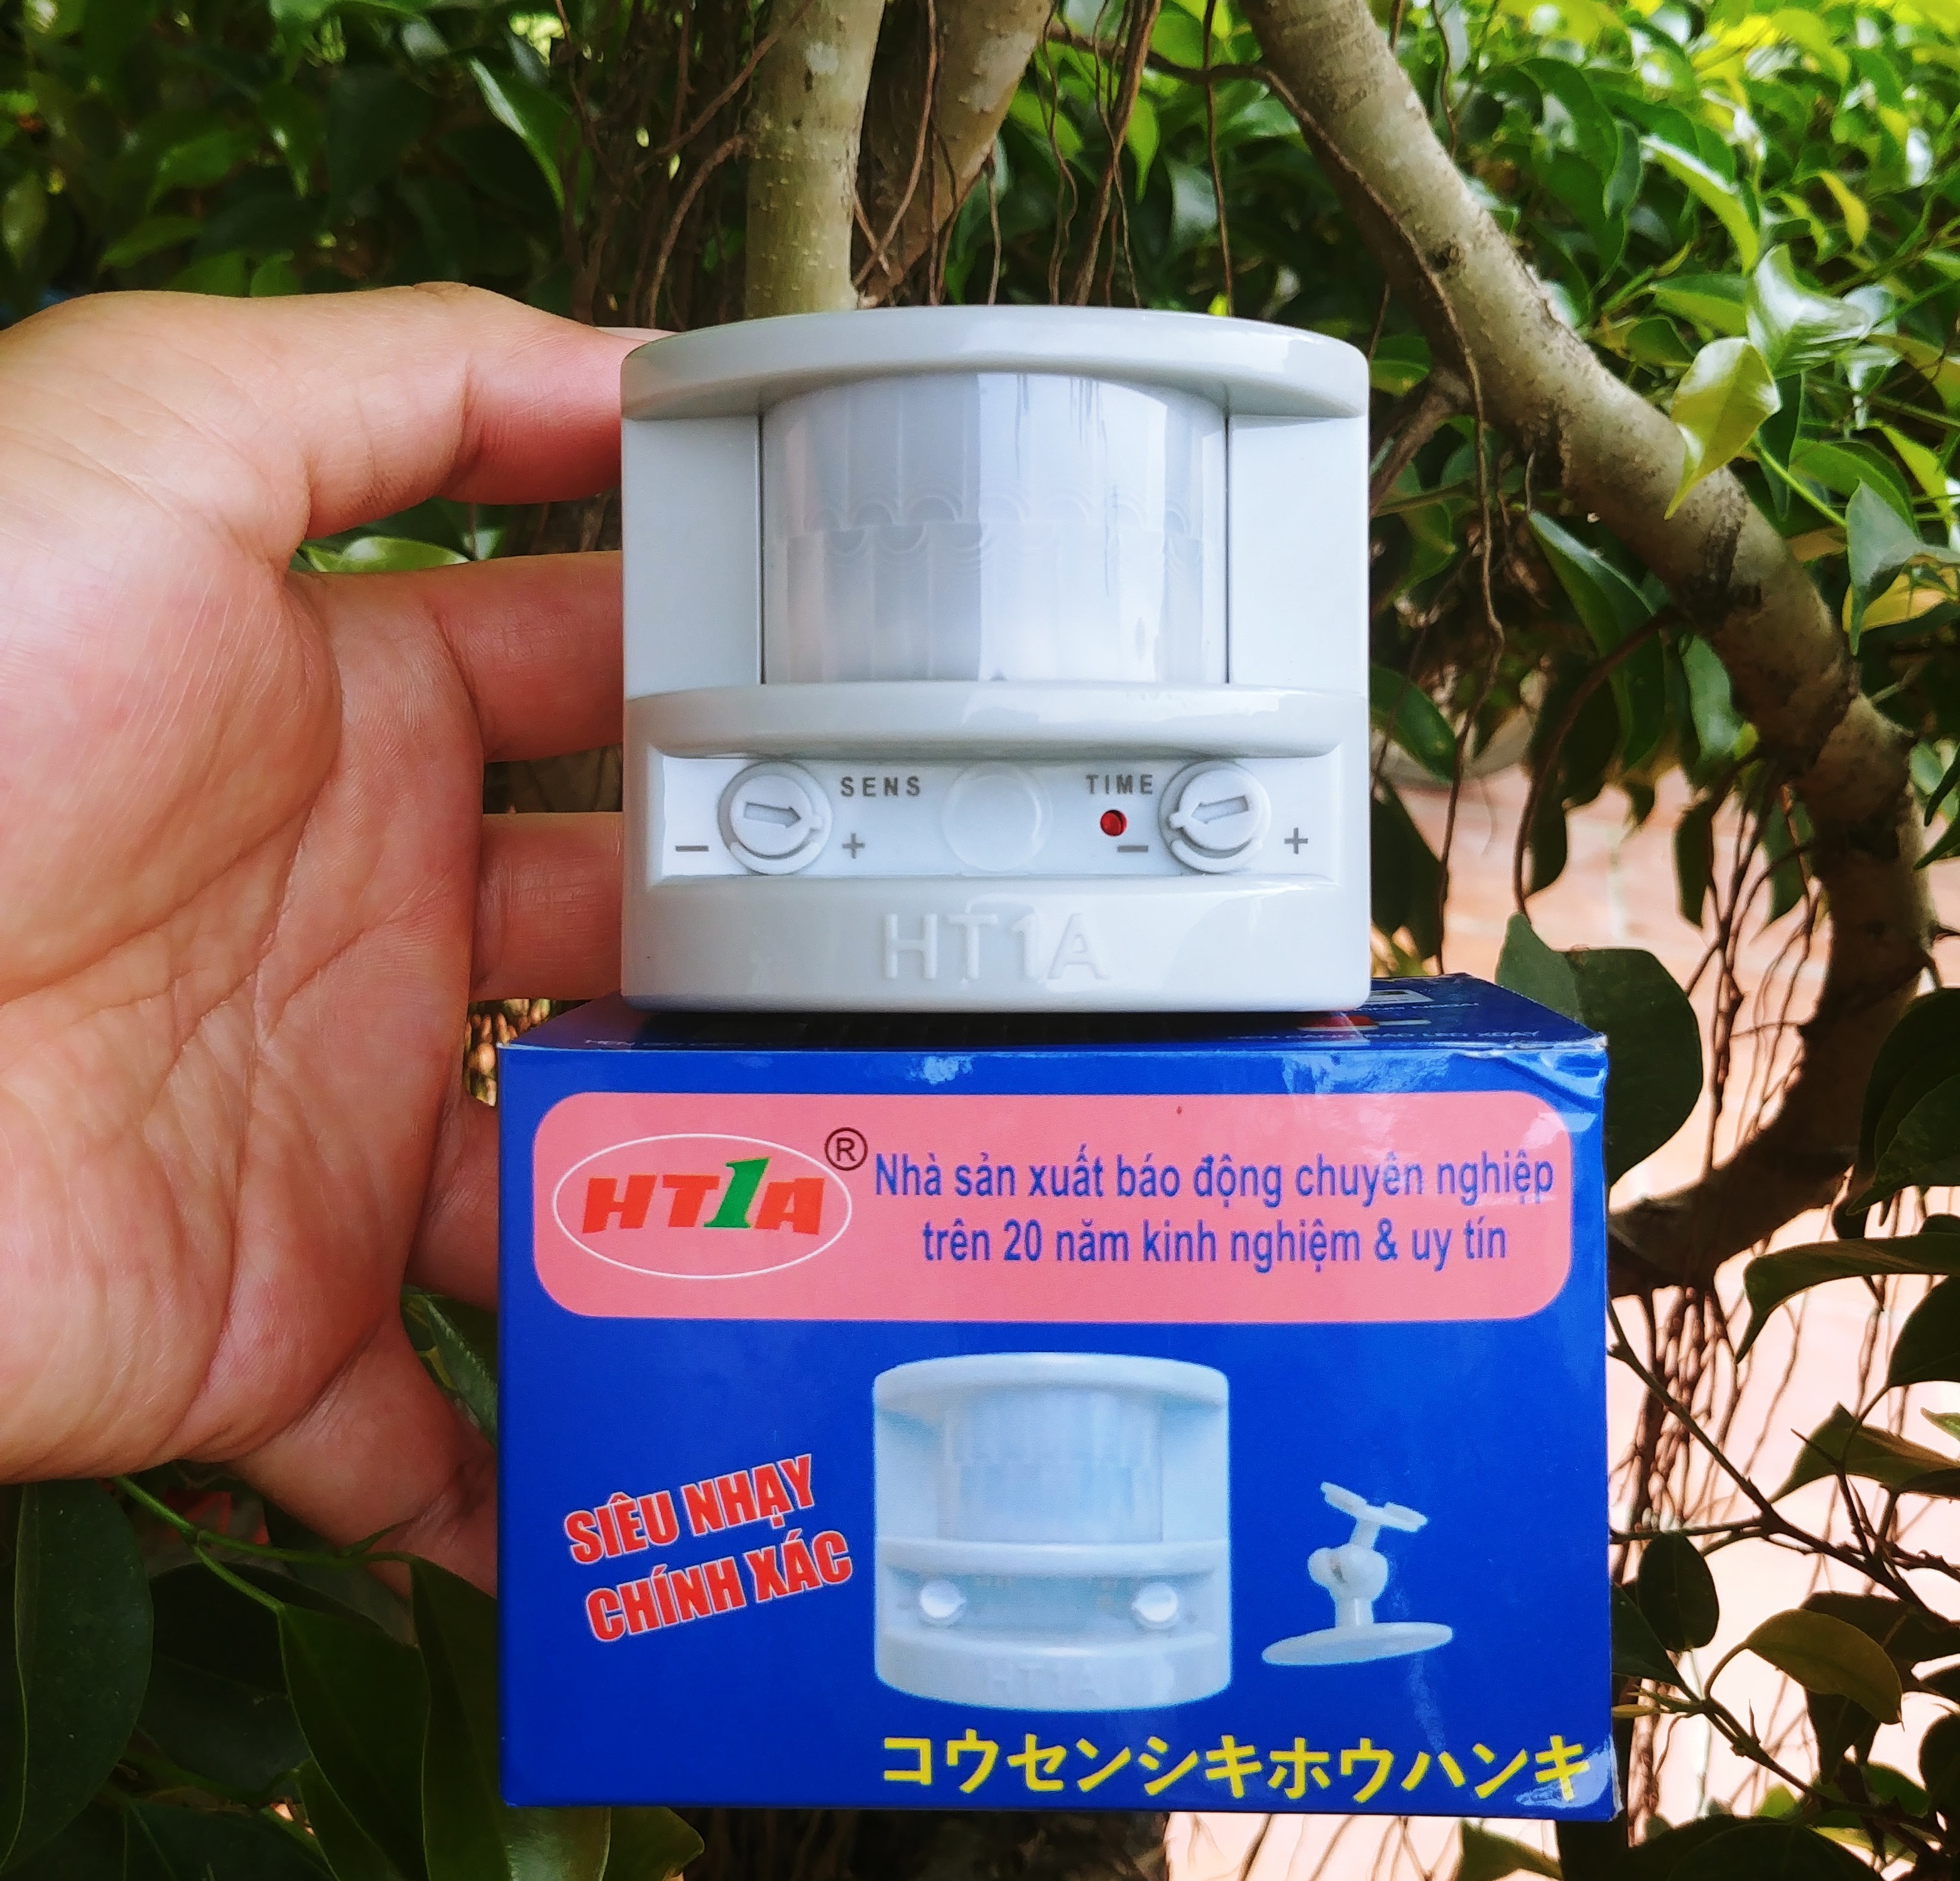 SENS
TIME
− + − +
HT1A
HT1A ®
Nhà sản xuất báo động chuyên nghiệp
trên 20 năm kinh nghiệm & uy tín
SIÊU NHẠY
CHÍNH XÁC
HT1A
コウセンシキホウハンキ